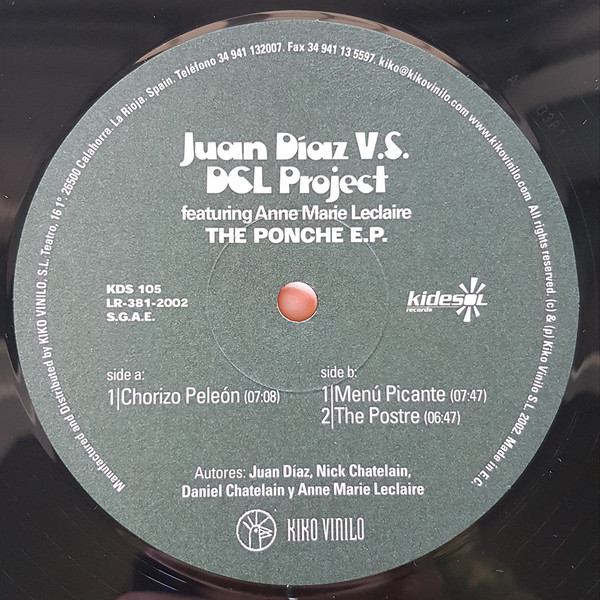 Manufactured and Distributed by KIKO VINILO, S.L. Teatro, 16 1º 26500 Calahorra. La Rioja. Spain. Teléfono 34 941 132007. Fax 34 941 13 5597. kiko@kikovinilo.com www.kikovinilo.com All rights reserved. (c) & (p) Kiko Vinilo S.L. 2002 Made in E.C.
Juan Díaz V.S.
DCL Project
featuring Anne Marie Leclaire
THE PONCHE E.P.
KDS 105
LR-381-2002
S.G.A.E.
kidesol
records
side a:
1|Chorizo Peleón (07:08)
side b:
1|Menú Picante (07:47)
2|The Postre (06:47)
Autores: Juan Díaz, Nick Chatelain,
Daniel Chatelain y Anne Marie Leclaire
KIKO VINILO